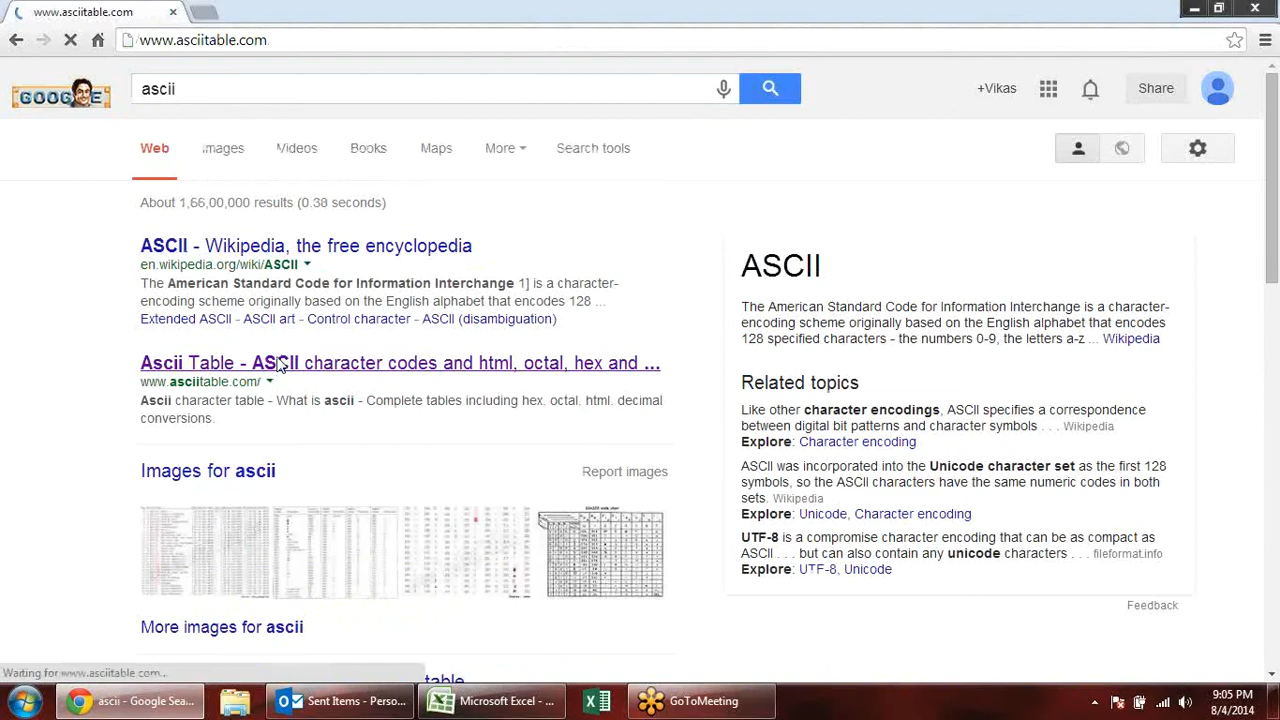 www.asciitable.com
www.asciitable.com
GOOGLE
ascii
+Vikas
Share
Web Images Videos Books Maps More Search tools
About 1,66,00,000 results (0.38 seconds)
ASCII - Wikipedia, the free encyclopedia
en.wikipedia.org/wiki/ASCII
The American Standard Code for Information Interchange 1] is a character-
encoding scheme originally based on the English alphabet that encodes 128 ...
Extended ASCII - ASCII art - Control character - ASCII (disambiguation)
Ascii Table - ASCII character codes and html, octal, hex and ...
www.asciitable.com/
Ascii character table - What is ascii - Complete tables including hex, octal, html, decimal
conversions.
Images for ascii
Report images
More images for ascii
table
ASCII
The American Standard Code for Information Interchange is a character-
encoding scheme originally based on the English alphabet that encodes
128 specified characters - the numbers 0-9, the letters a-z ... Wikipedia
Related topics
Like other character encodings, ASCII specifies a correspondence
between digital bit patterns and character symbols . . . Wikipedia
Explore: Character encoding
ASCII was incorporated into the Unicode character set as the first 128
symbols, so the ASCII characters have the same numeric codes in both
sets. Wikipedia
Explore: Unicode, Character encoding
UTF-8 is a compromise character encoding that can be as compact as
ASCII . . . but can also contain any unicode characters . . . fileformat.info
Explore: UTF-8, Unicode
Feedback
Waiting for www.asciitable.com...
ascii - Google Sea...
Sent Items - Perso...
Microsoft Excel - ...
GoToMeeting
9:05 PM
8/4/2014